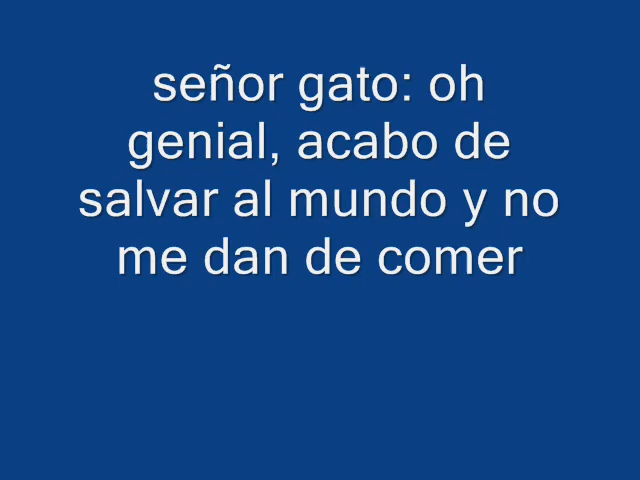 señor gato: oh
genial, acabo de
salvar al mundo y no
me dan de comer